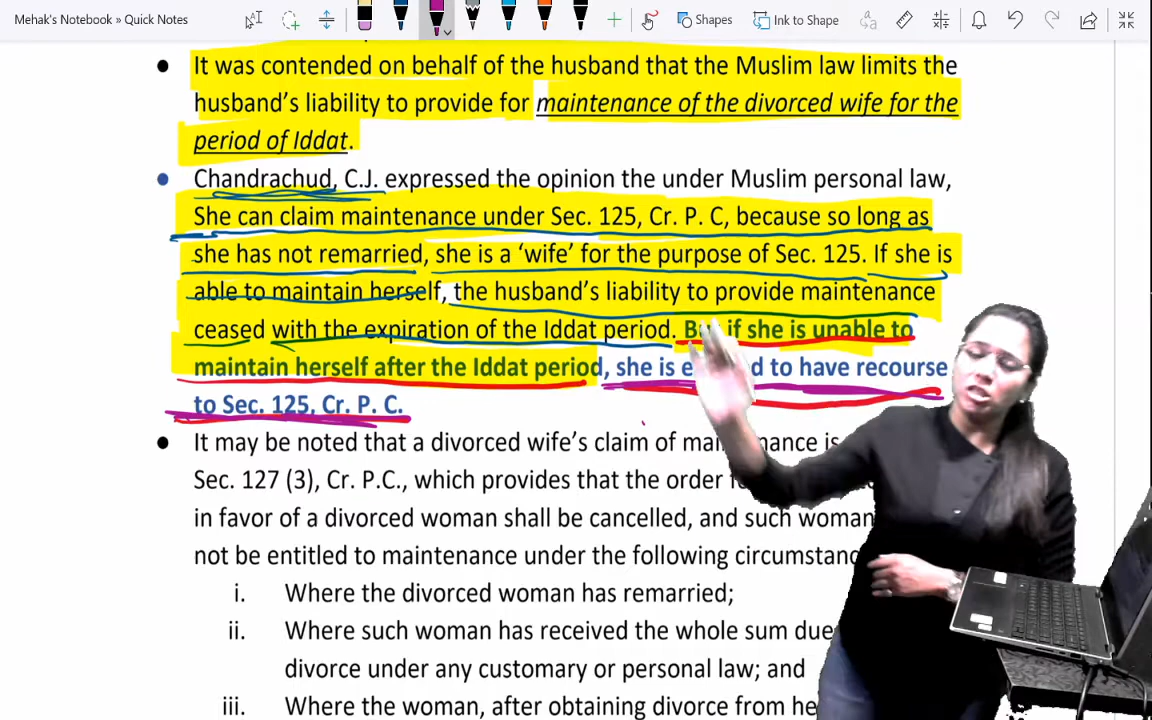 Mehak's Notebook » Quick Notes
Shapes
Ink to Shape
● It was contended on behalf of the husband that the Muslim law limits the
husband's liability to provide for maintenance of the divorced wife for the
period of Iddat.
● Chandrachud, C.J. expressed the opinion the under Muslim personal law,
She can claim maintenance under Sec. 125, Cr. P. C, because so long as
she has not remarried, she is a 'wife' for the purpose of Sec. 125. If she is
able to maintain herself, the husband's liability to provide maintenance
ceased with the expiration of the Iddat period. if she is unable to
maintain herself after the Iddat period, she is to have recourse
to Sec. 125, Cr. P. C.
● It may be noted that a divorced wife's claim of is
Sec. 127 (3), Cr. P.C., which provides that the order
in favor of a divorced woman shall be cancelled, and such woman
not be entitled to maintenance under the following
i. Where the divorced woman has remarried;
ii. Where such woman has received the whole sum due
divorce under any customary or personal law; and
iii. Where the woman, after obtaining divorce from